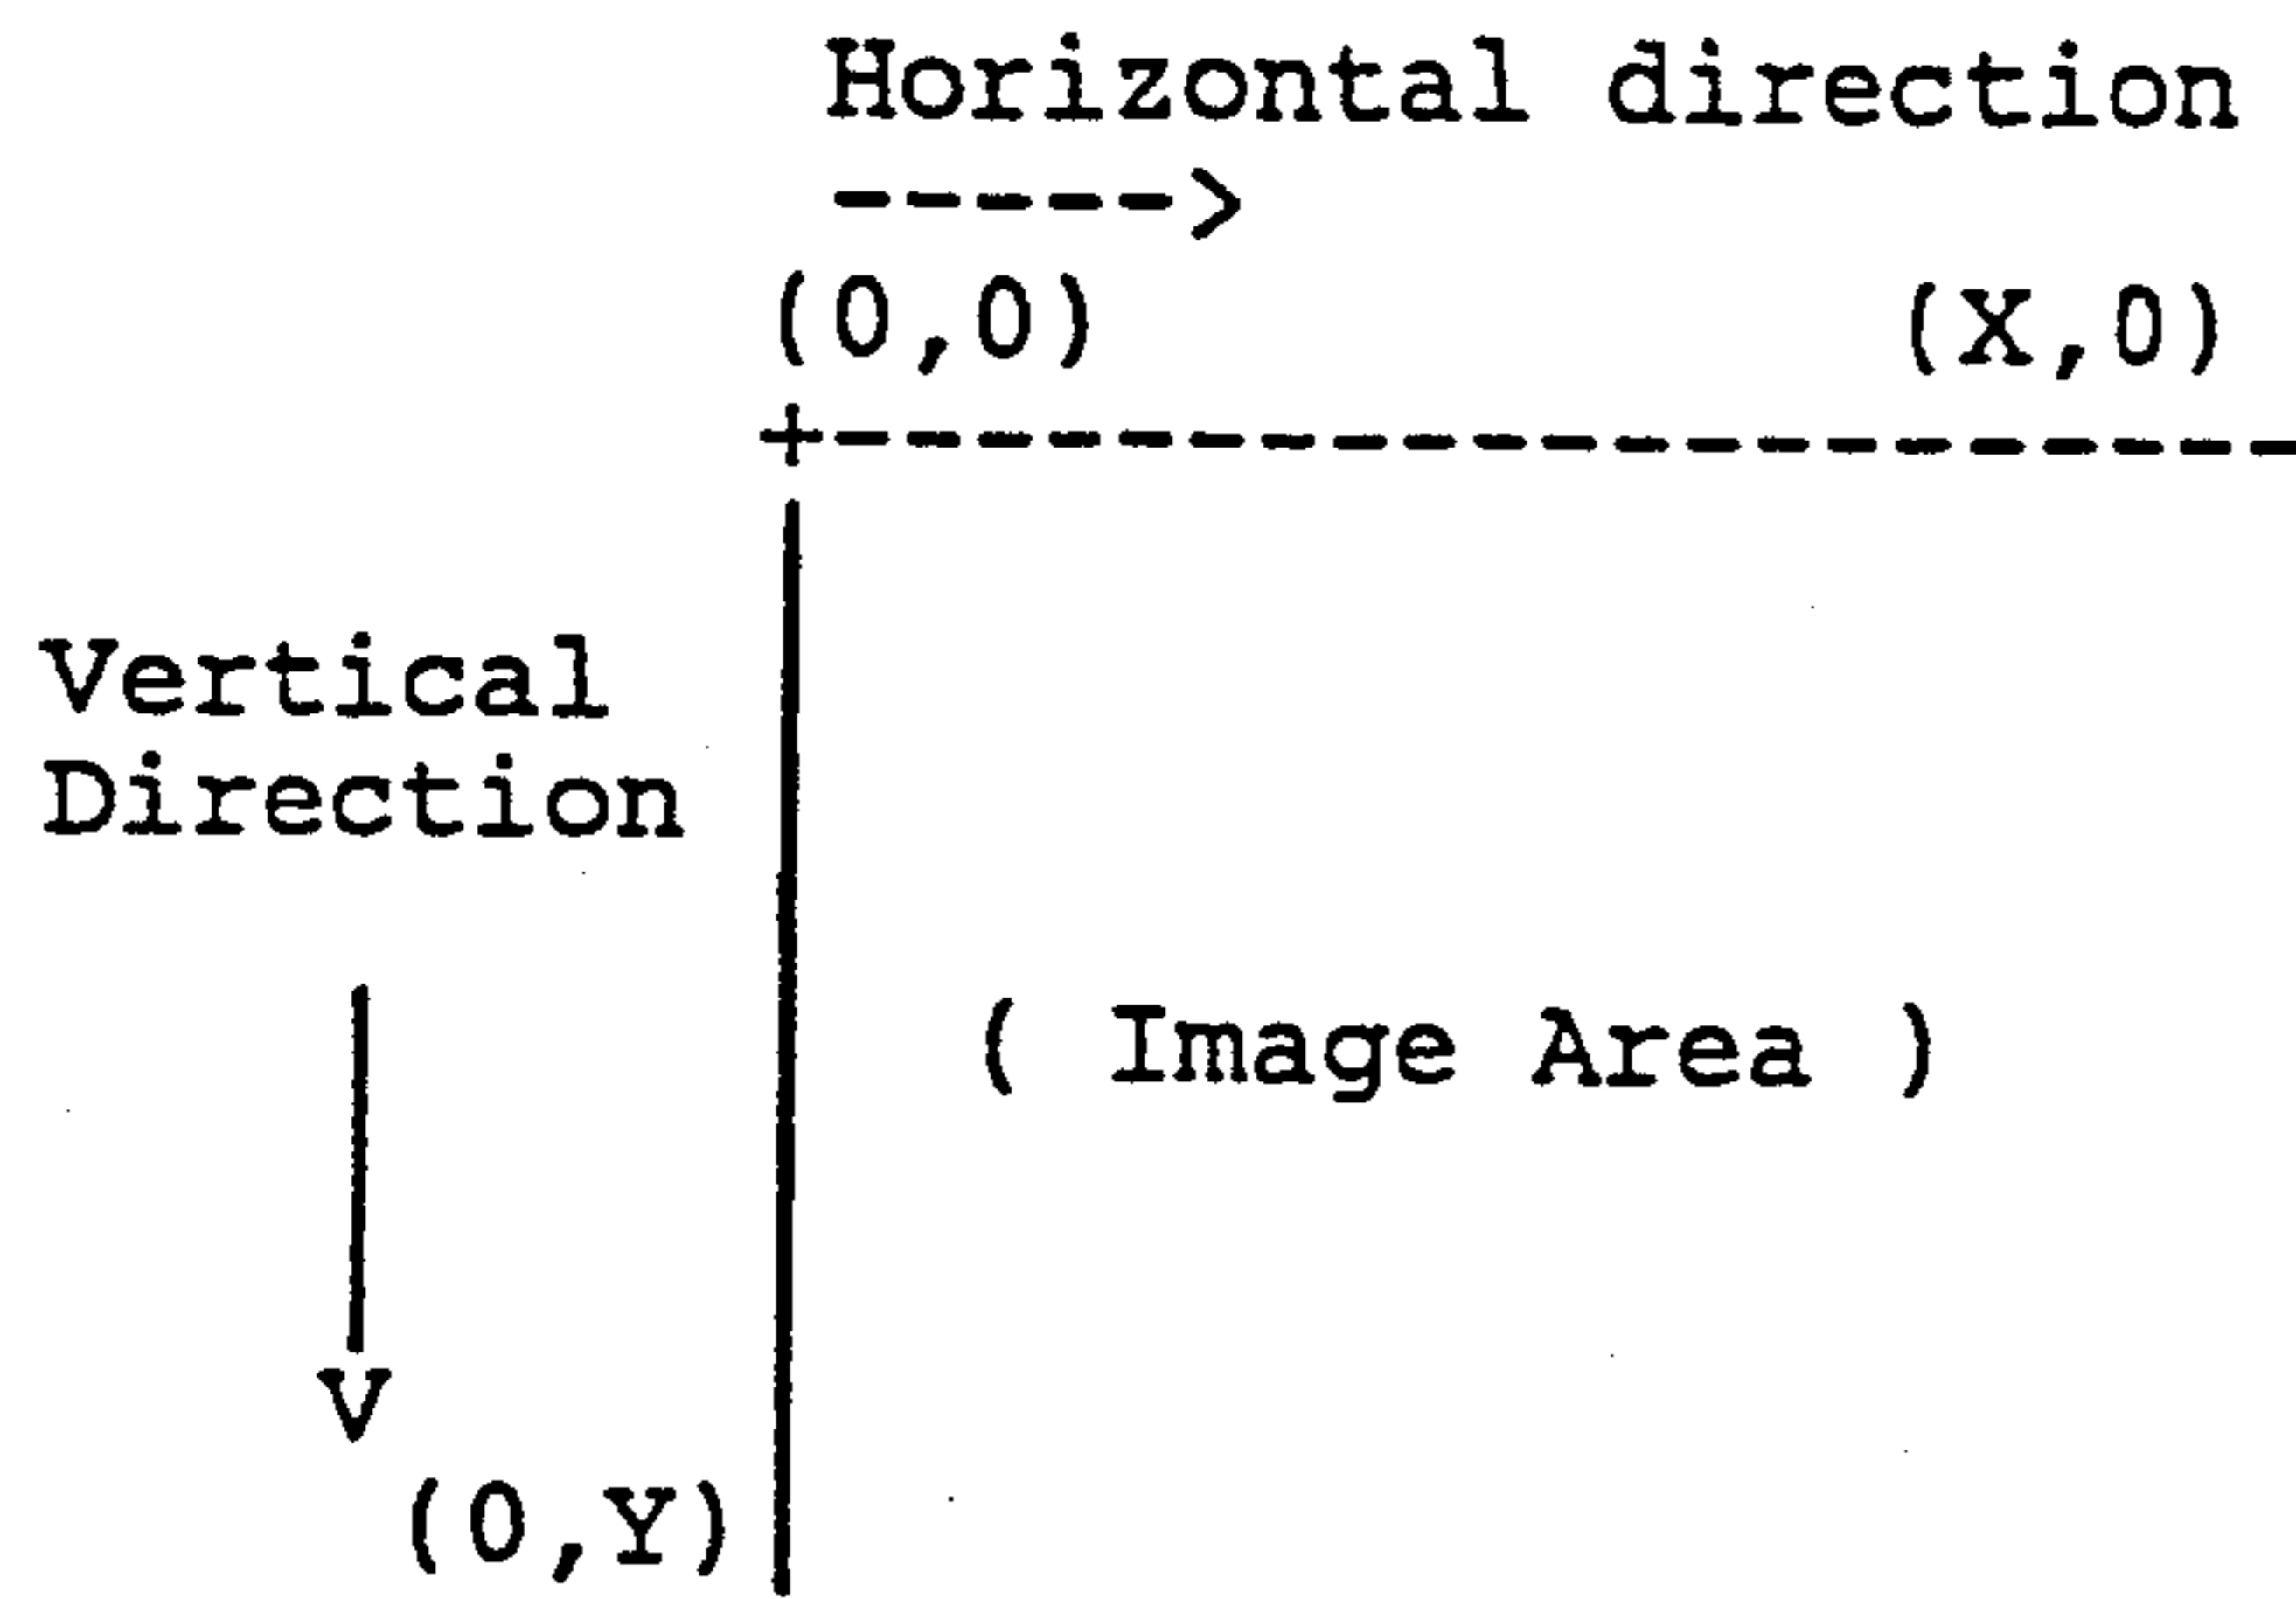 Horizontal direction
----->
(0,0) (X,0)
+---------------------
Vertical
Direction
( Image Area )
V
(0,Y)